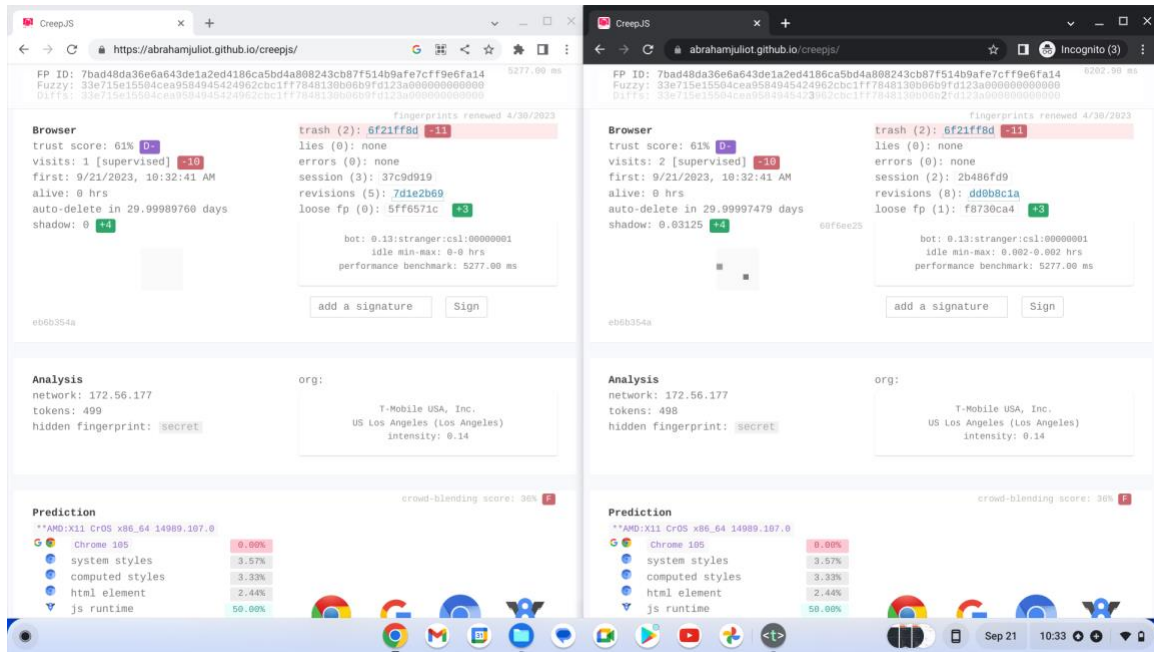 CreepJS
https://abrahamjuliot.github.io/creepjs/
FP ID: 7bad48da36e6a643de1a2ed4186ca5bd4a808243cb87f514b9afe7cff9e6fa14
5277.00 ms
fingerprints renewed 4/30/2023
Browser
trust score: 61% D-
visits: 1 [supervised] -10
first: 9/21/2023, 10:32:41 AM
alive: 0 hrs
auto-delete in 29.99989760 days
shadow: 0 +4
eb6b354a
trash (2): 6f21ff8d -11
lies (0): none
errors (0): none
session (3): 37c9d919
revisions (5): 7d1e2b69
loose fp (0): 5ff6571c +3
bot: 0.13:stranger:csl:00000001
idle min-max: 0-0 hrs
performance benchmark: 5277.00 ms
add a signature Sign
Analysis
network: 172.56.177
tokens: 499
hidden fingerprint: secret
org:
T-Mobile USA, Inc.
US Los Angeles (Los Angeles)
intensity: 0.14
crowd-blending score: 36% F
Prediction
**AMD:X11 CrOS x86_64 14989.107.0
Chrome 105 0.00%
system styles 3.57%
computed styles 3.33%
html element 2.44%
js runtime 50.00%
CreepJS
abrahamjuliot.github.io/creepjs/
Incognito (3)
FP ID: 7bad48da36e6a643de1a2ed4186ca5bd4a808243cb87f514b9afe7cff9e6fa14
6202.90 ms
fingerprints renewed 4/30/2023
Browser
trust score: 61% D-
visits: 2 [supervised] -10
first: 9/21/2023, 10:32:41 AM
alive: 0 hrs
auto-delete in 29.99997479 days
shadow: 0.03125 +4
60f6ee25
eb6b354a
trash (2): 6f21ff8d -11
lies (0): none
errors (0): none
session (2): 2b486fd9
revisions (8): dd0b8c1a
loose fp (1): f8730ca4 +3
bot: 0.13:stranger:csl:00000001
idle min-max: 0.002-0.002 hrs
performance benchmark: 5277.00 ms
add a signature Sign
Analysis
network: 172.56.177
tokens: 498
hidden fingerprint: secret
org:
T-Mobile USA, Inc.
US Los Angeles (Los Angeles)
intensity: 0.14
crowd-blending score: 36% F
Prediction
**AMD:X11 CrOS x86_64 14989.107.0
Chrome 105 0.00%
system styles 3.57%
computed styles 3.33%
html element 2.44%
js runtime 50.00%
Sep 21 10:33